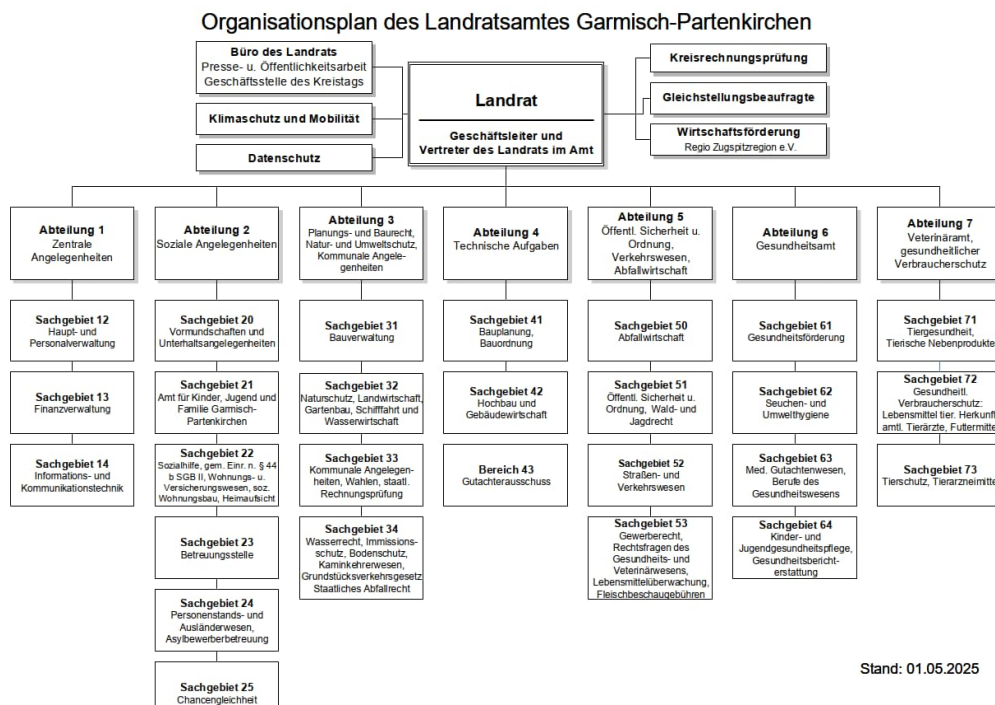 Organisationsplan des Landratsamtes Garmisch-Partenkirchen
Büro des Landrats
Presse- u. Öffentlichkeitsarbeit
Geschäftsstelle des Kreistags
Klimaschutz und Mobilität
Datenschutz
Landrat
Geschäftsleiter und
Vertreter des Landrats im Amt
Kreisrechnungsprüfung
Gleichstellungsbeaufragte
Wirtschaftsförderung
Regio Zugspitzregion e.V.
Abteilung 1
Zentrale
Angelegenheiten
Sachgebiet 12
Haupt- und
Personalverwaltung
Sachgebiet 13
Finanzverwaltung
Sachgebiet 14
Informations- und
Kommunikationstechnik
Abteilung 2
Soziale Angelegenheiten
Sachgebiet 20
Vormundschaften und
Unterhaltsangelegenheiten
Sachgebiet 21
Amt für Kinder, Jugend und
Familie Garmisch-
Partenkirchen
Sachgebiet 22
Sozialhilfe, gem. Einr. n. § 44
b SGB II, Wohnungs- u.
Versicherungswesen, soz.
Wohnungsbau, Heimaufsicht
Sachgebiet 23
Betreuungsstelle
Sachgebiet 24
Personenstands- und
Ausländerwesen,
Asylbewerberbetreuung
Sachgebiet 25
Chancengleichheit
Abteilung 3
Planungs- und Baurecht,
Natur- und Umweltschutz,
Kommunale Angele-
genheiten
Sachgebiet 31
Bauverwaltung
Sachgebiet 32
Naturschutz, Landwirtschaft,
Gartenbau, Schifffahrt und
Wasserwirtschaft
Sachgebiet 33
Kommunale Angelegen-
heiten, Wahlen, staatl.
Rechnungsprüfung
Sachgebiet 34
Wasserrecht, Immissions-
schutz, Bodenschutz,
Kaminkehrerwesen,
Grundstücksverkehrsgesetz
Staatliches Abfallrecht
Abteilung 4
Technische Aufgaben
Sachgebiet 41
Bauplanung,
Bauordnung
Sachgebiet 42
Hochbau und
Gebäudewirtschaft
Bereich 43
Gutachterausschuss
Abteilung 5
Öffentl. Sicherheit u.
Ordnung,
Verkehrswesen,
Abfallwirtschaft
Sachgebiet 50
Abfallwirtschaft
Sachgebiet 51
Öffentl. Sicherheit u.
Ordnung, Wald- und
Jagdrecht
Sachgebiet 52
Straßen- und
Verkehrswesen
Sachgebiet 53
Gewerberecht,
Rechtsfragen des
Gesundheits- und
Veterinärwesens,
Lebensmittelüberwachung,
Fleischbeschaugebühren
Abteilung 6
Gesundheitsamt
Sachgebiet 61
Gesundheitsförderung
Sachgebiet 62
Seuchen- und
Umwelthygiene
Sachgebiet 63
Med. Gutachtenwesen,
Berufe des
Gesundheitswesens
Sachgebiet 64
Kinder- und
Jugendgesundheitspflege,
Gesundheitsbericht-
erstattung
Abteilung 7
Veterinäramt,
gesundheitlicher
Verbraucherschutz
Sachgebiet 71
Tiergesundheit,
Tierische Nebenprodukte
Sachgebiet 72
Gesundheitl.
Verbraucherschutz:
Lebensmittel tier. Herkunft
amtl. Tierärzte, Futtermittel
Sachgebiet 73
Tierschutz, Tierarzneimittel
Stand: 01.05.2025